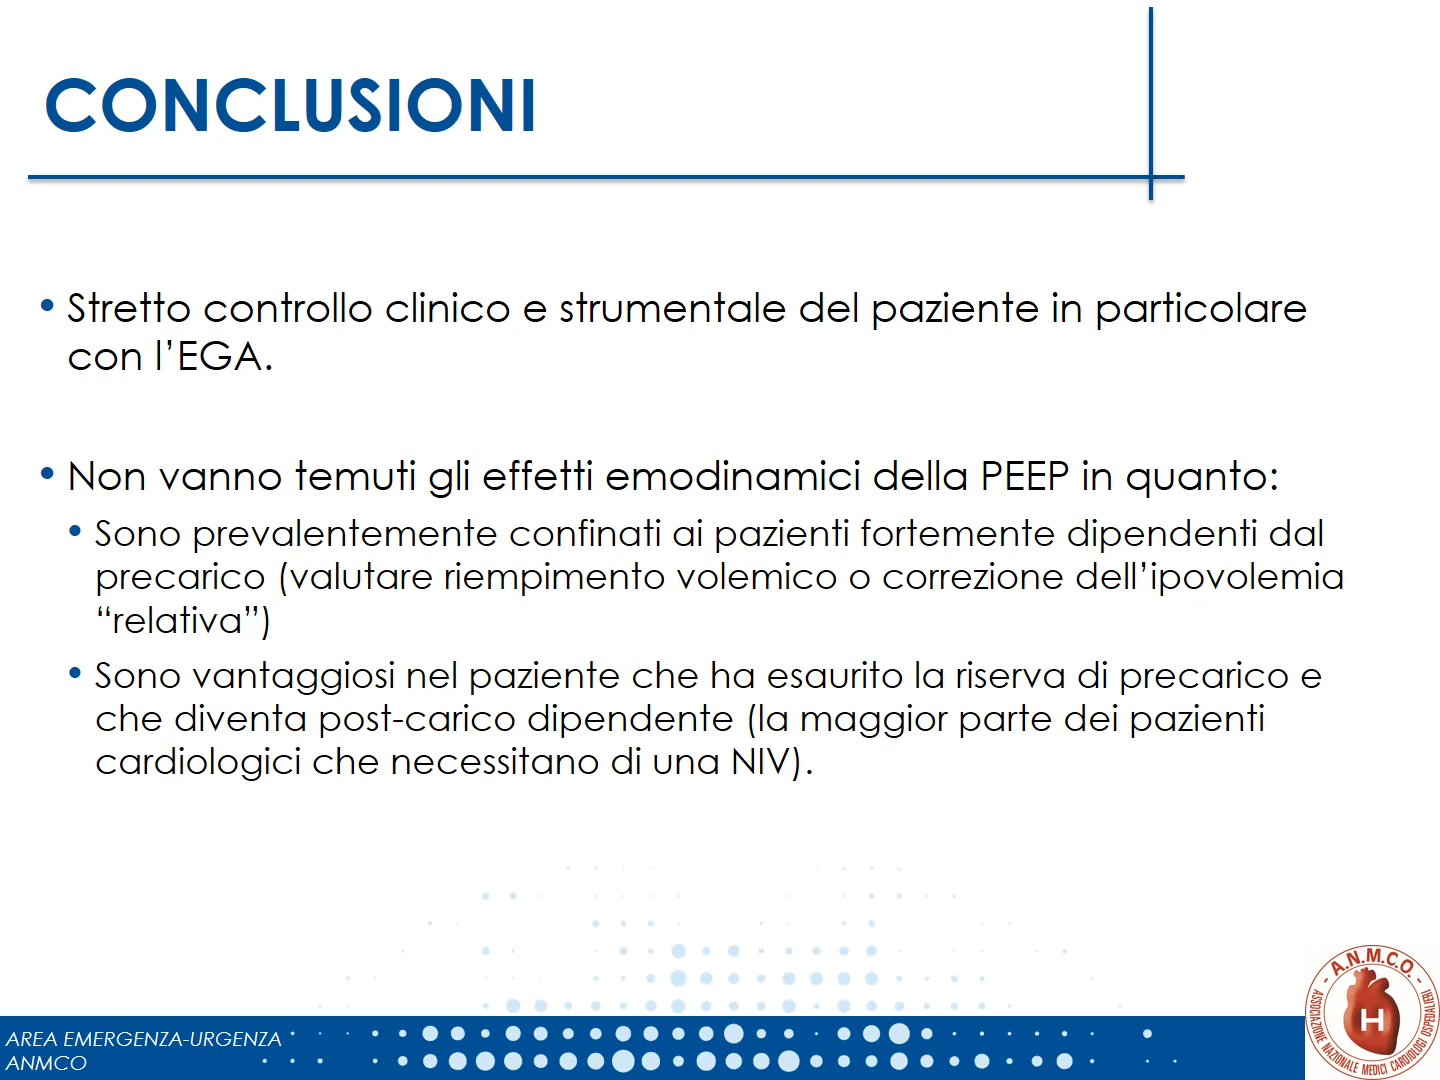 CONCLUSIONI
• Stretto controllo clinico e strumentale del paziente in particolare
con l’EGA.
• Non vanno temuti gli effetti emodinamici della PEEP in quanto:
• Sono prevalentemente confinati ai pazienti fortemente dipendenti dal
precarico (valutare riempimento volemico o correzione dell’ipovolemia
“relativa”)
• Sono vantaggiosi nel paziente che ha esaurito la riserva di precarico e
che diventa post-carico dipendente (la maggior parte dei pazienti
cardiologici che necessitano di una NIV).
AREA EMERGENZA-URGENZA
ANMCO
- A.N.M.C.O. -
H
ASSOCIAZIONE NAZIONALE MEDICI CARDIOLOGI OSPEDALIERI